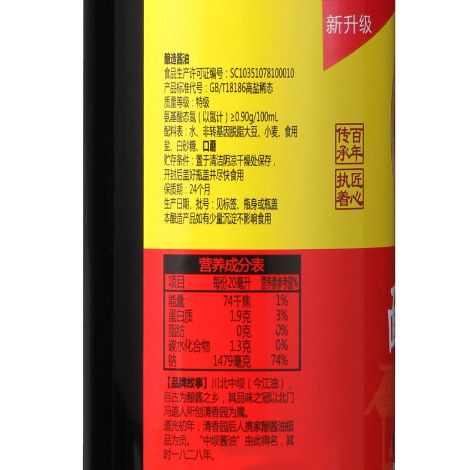 新升级
酿造酱油
食品生产许可证编号：SC10351078100010
产品标准代号：GB/T18186高盐稀态
质量等级：特级
氨基酸态氮（以氮计）≥0.90g/100mL
配料表：水、非转基因脱脂大豆、小麦、食用
盐、白砂糖、口蘑
贮存条件：置于清洁阴凉干燥处保存，
开封后盖好瓶盖并尽快食用
保质期：24个月
生产日期、批号：见标签、瓶身或瓶盖
本酿产品如有少量沉淀不影响食用
百年
传承
匠心
执着
营养成分表
项目 每份20毫升 营养素参考值%
能量 74千焦 1%
蛋白质 1.9克 3%
脂肪 0克 0%
碳水化合物 1.3克 0%
钠 1479毫克 74%
【品牌故事】川北中坝（今江油），
自古为酿酱之乡，其品味之冠以北门
冯道人所创清香园为属。
道光初年，清香园后人携家酿酱油极
品为贡。“中坝酱油”由此得名，其
时一八二八年。